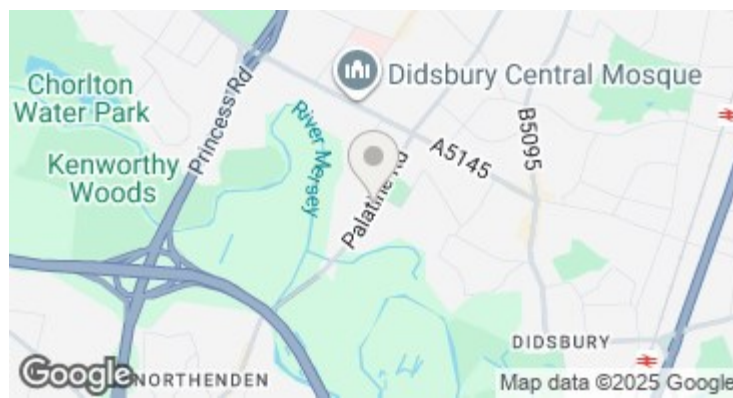 Chorlton
Water Park
Princess Rd
Didsbury Central Mosque
River Mersey
A5145
B5095
Kenworthy
Woods
Palatine Rd
DIDSBURY
Google
NORTHENDEN
Map data ©2025 Google